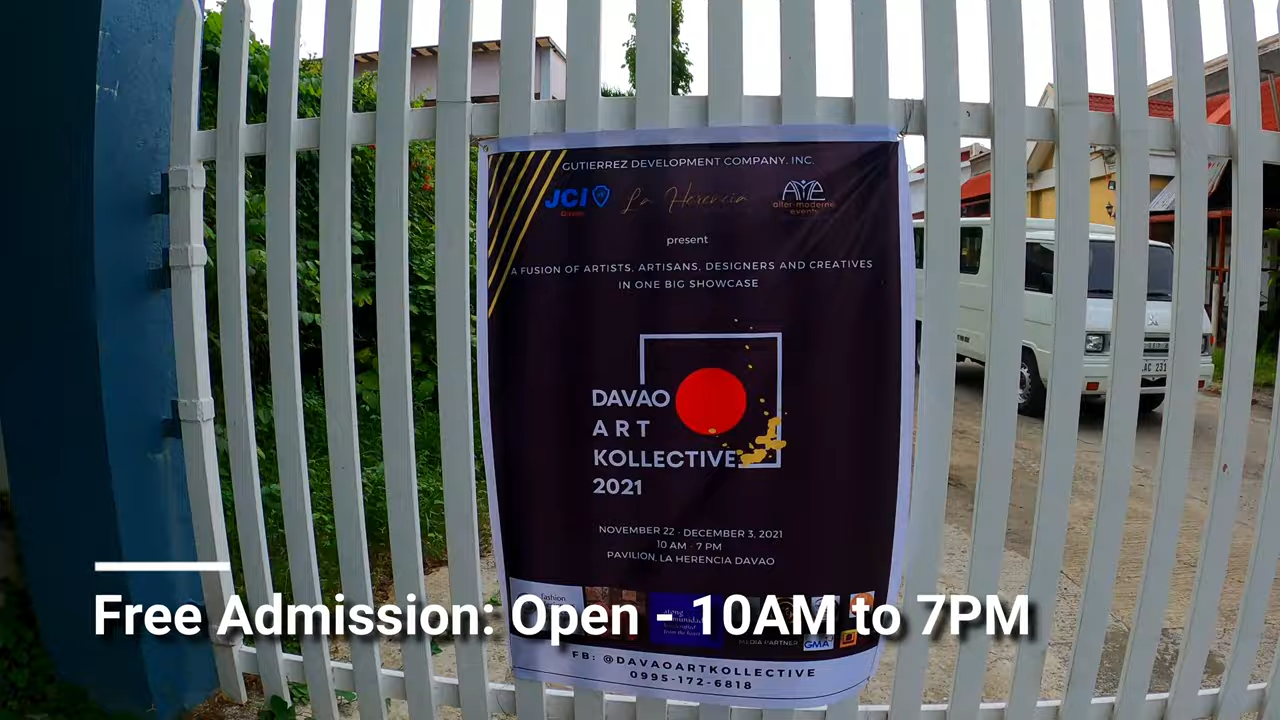 GUTIERREZ DEVELOPMENT COMPANY, INC.
JCI
La Herencia
AME
alter·moderne
events
present
A FUSION OF ARTISTS, ARTISANS, DESIGNERS AND CREATIVES
IN ONE BIG SHOWCASE
DAVAO
ART
KOLLECTIVE
2021
NOVEMBER 22 - DECEMBER 3, 2021
10 AM - 7 PM
PAVILION, LA HERENCIA DAVAO
fashion
Free Admission: Open - 10AM to 7PM
MEDIA PARTNER
GMA
FB: @DAVAOARTKOLLECTIVE
0995-172-6818